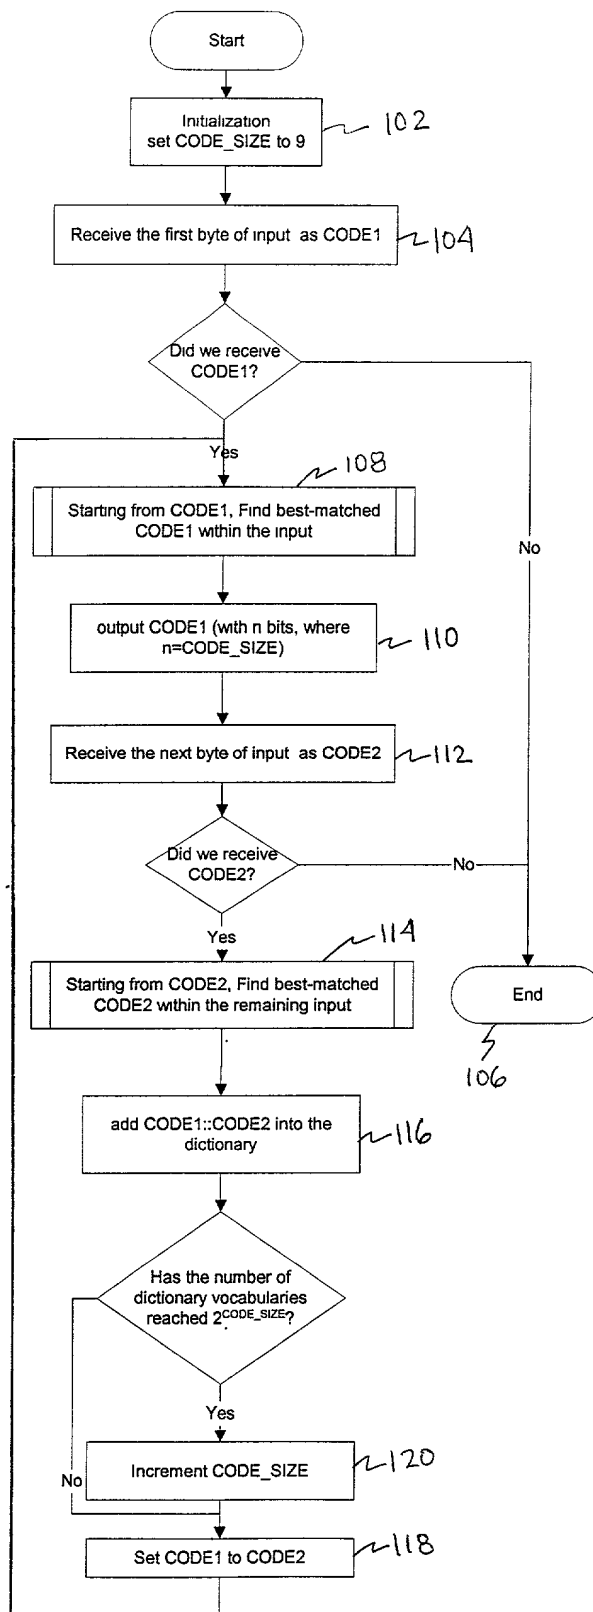 Start
Initialization
set CODE_SIZE to 9
102
Receive the first byte of input as CODE1
104
Did we receive
CODE1?
Yes
108
Starting from CODE1, Find best-matched
CODE1 within the input
No
output CODE1 (with n bits, where
n=CODE_SIZE)
110
Receive the next byte of input as CODE2
112
Did we receive
CODE2?
No
Yes
114
Starting from CODE2, Find best-matched
CODE2 within the remaining input
End
106
add CODE1::CODE2 into the
dictionary
116
Has the number of
dictionary vocabularies
reached 2^CODE_SIZE?
Yes
Increment CODE_SIZE
120
No
Set CODE1 to CODE2
118